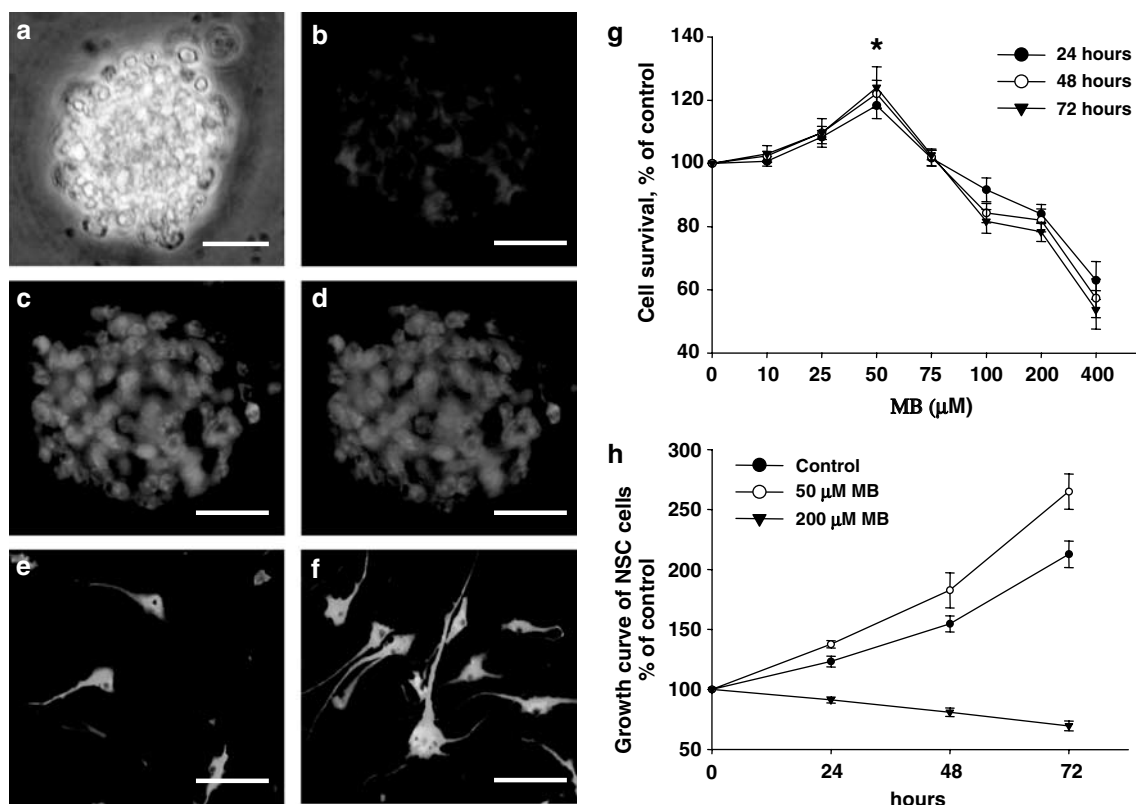 a
b
c
d
e
f
g
*
24 hours
48 hours
72 hours
140
120
100
80
60
40
Cell survival, % of control
0 10 25 50 75 100 200 400
MB (µM)
h
Control
50 µM MB
200 µM MB
300
250
200
150
100
50
Growth curve of NSC cells
% of control
0 24 48 72
hours